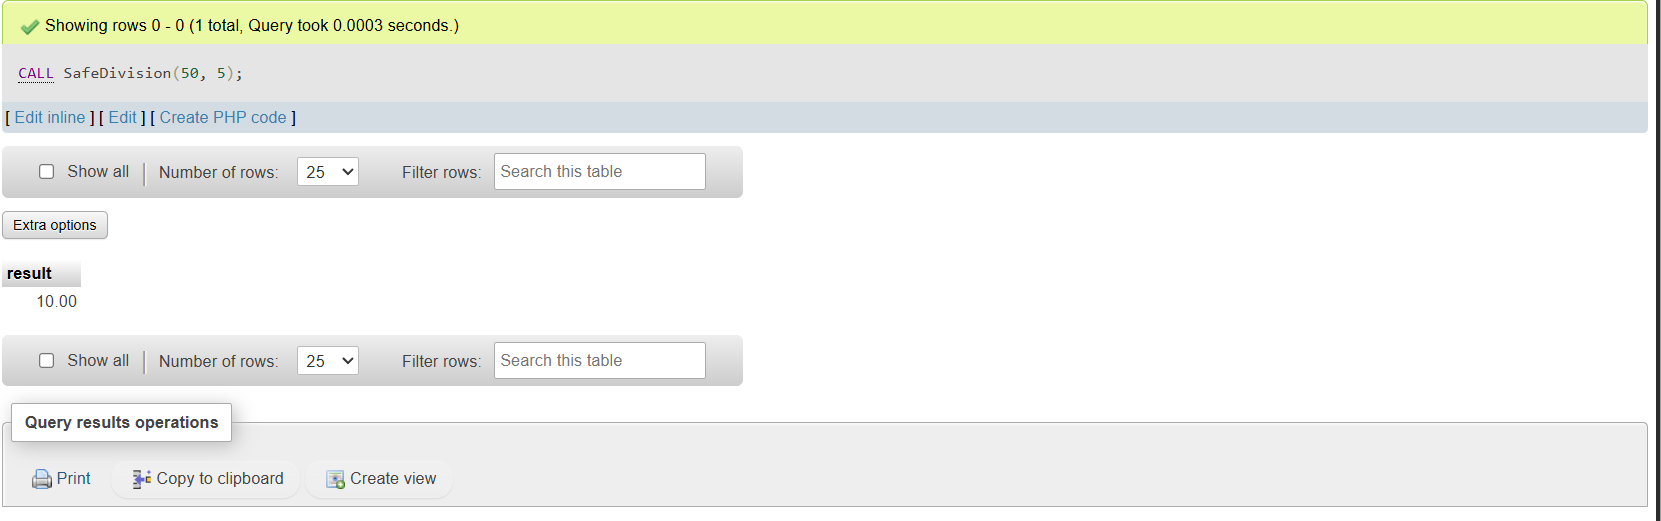 Showing rows 0 - 0 (1 total, Query took 0.0003 seconds.)
CALL SafeDivision(50, 5);
[ Edit inline ] [ Edit ] [ Create PHP code ]
Show all | Number of rows: 25 Filter rows: Search this table
Extra options
result
10.00
Show all | Number of rows: 25 Filter rows: Search this table
Query results operations
Print Copy to clipboard Create view